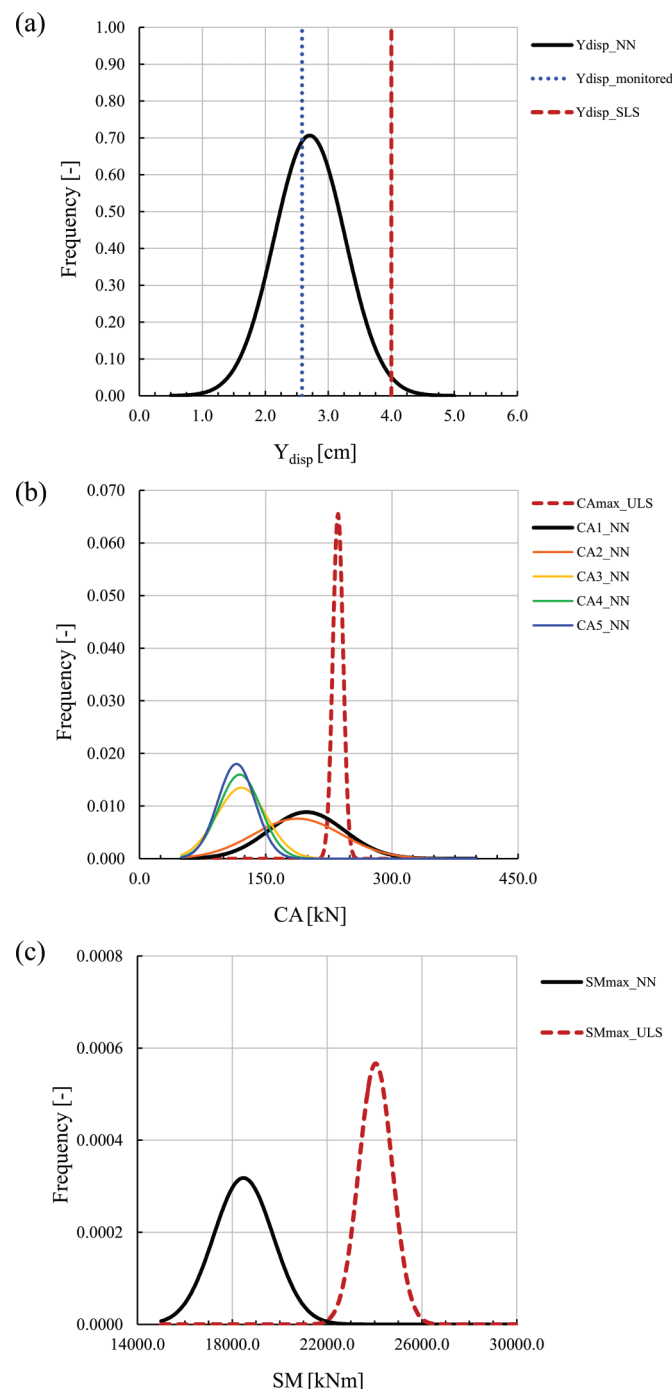 (a)
1.00
0.90
0.80
0.70
0.60
0.50
0.40
0.30
0.20
0.10
0.00
Frequency [-]
0.0 1.0 2.0 3.0 4.0 5.0 6.0
Ydisp [cm]
Ydisp_NN
Ydisp_monitored
Ydisp_SLS
(b)
0.070
0.060
0.050
0.040
0.030
0.020
0.010
0.000
Frequency [-]
0.0 150.0 300.0 450.0
CA [kN]
CAmax_ULS
CA1_NN
CA2_NN
CA3_NN
CA4_NN
CA5_NN
(c)
0.0008
0.0006
0.0004
0.0002
0.0000
Frequency [-]
14000.0 18000.0 22000.0 26000.0 30000.0
SM [kNm]
SMmax_NN
SMmax_ULS